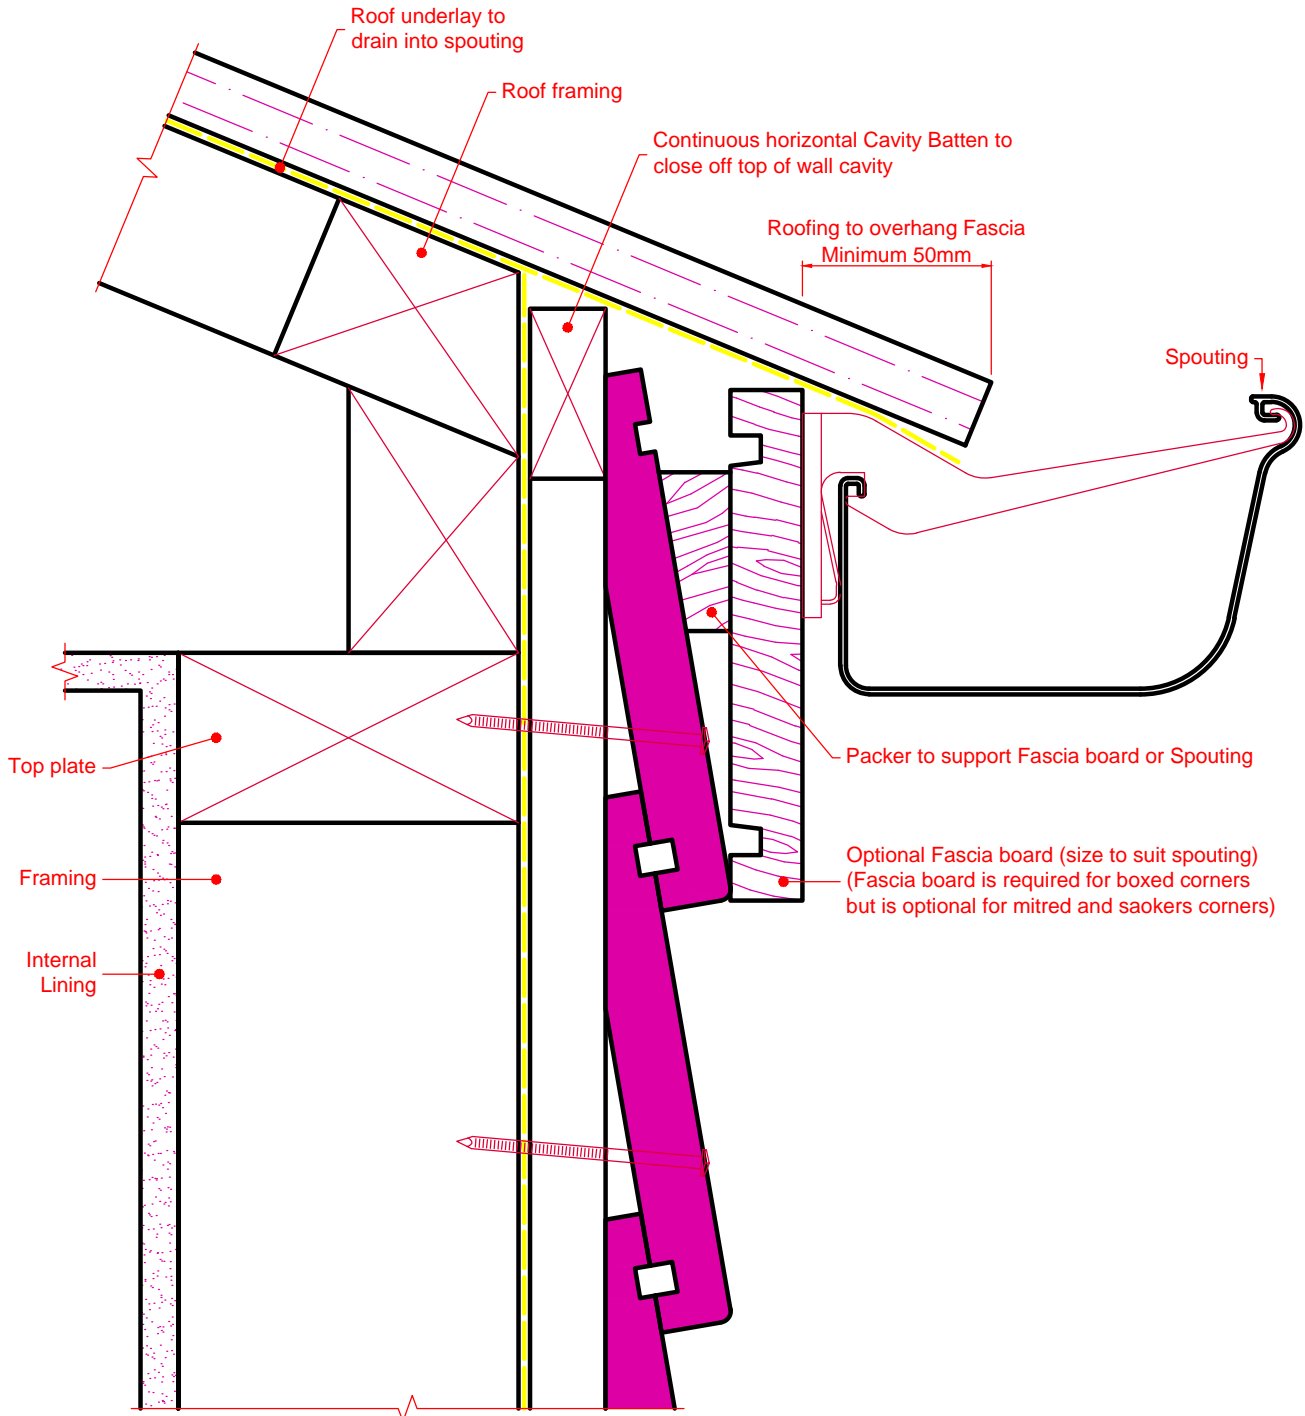 Roof underlay to
drain into spouting
Roof framing
Continuous horizontal Cavity Batten to
close off top of wall cavity
Roofing to overhang Fascia
Minimum 50mm
Spouting
Top plate
Packer to support Fascia board or Spouting
Framing
Optional Fascia board (size to suit spouting)
(Fascia board is required for boxed corners
but is optional for mitred and saokers corners)
Internal
Lining